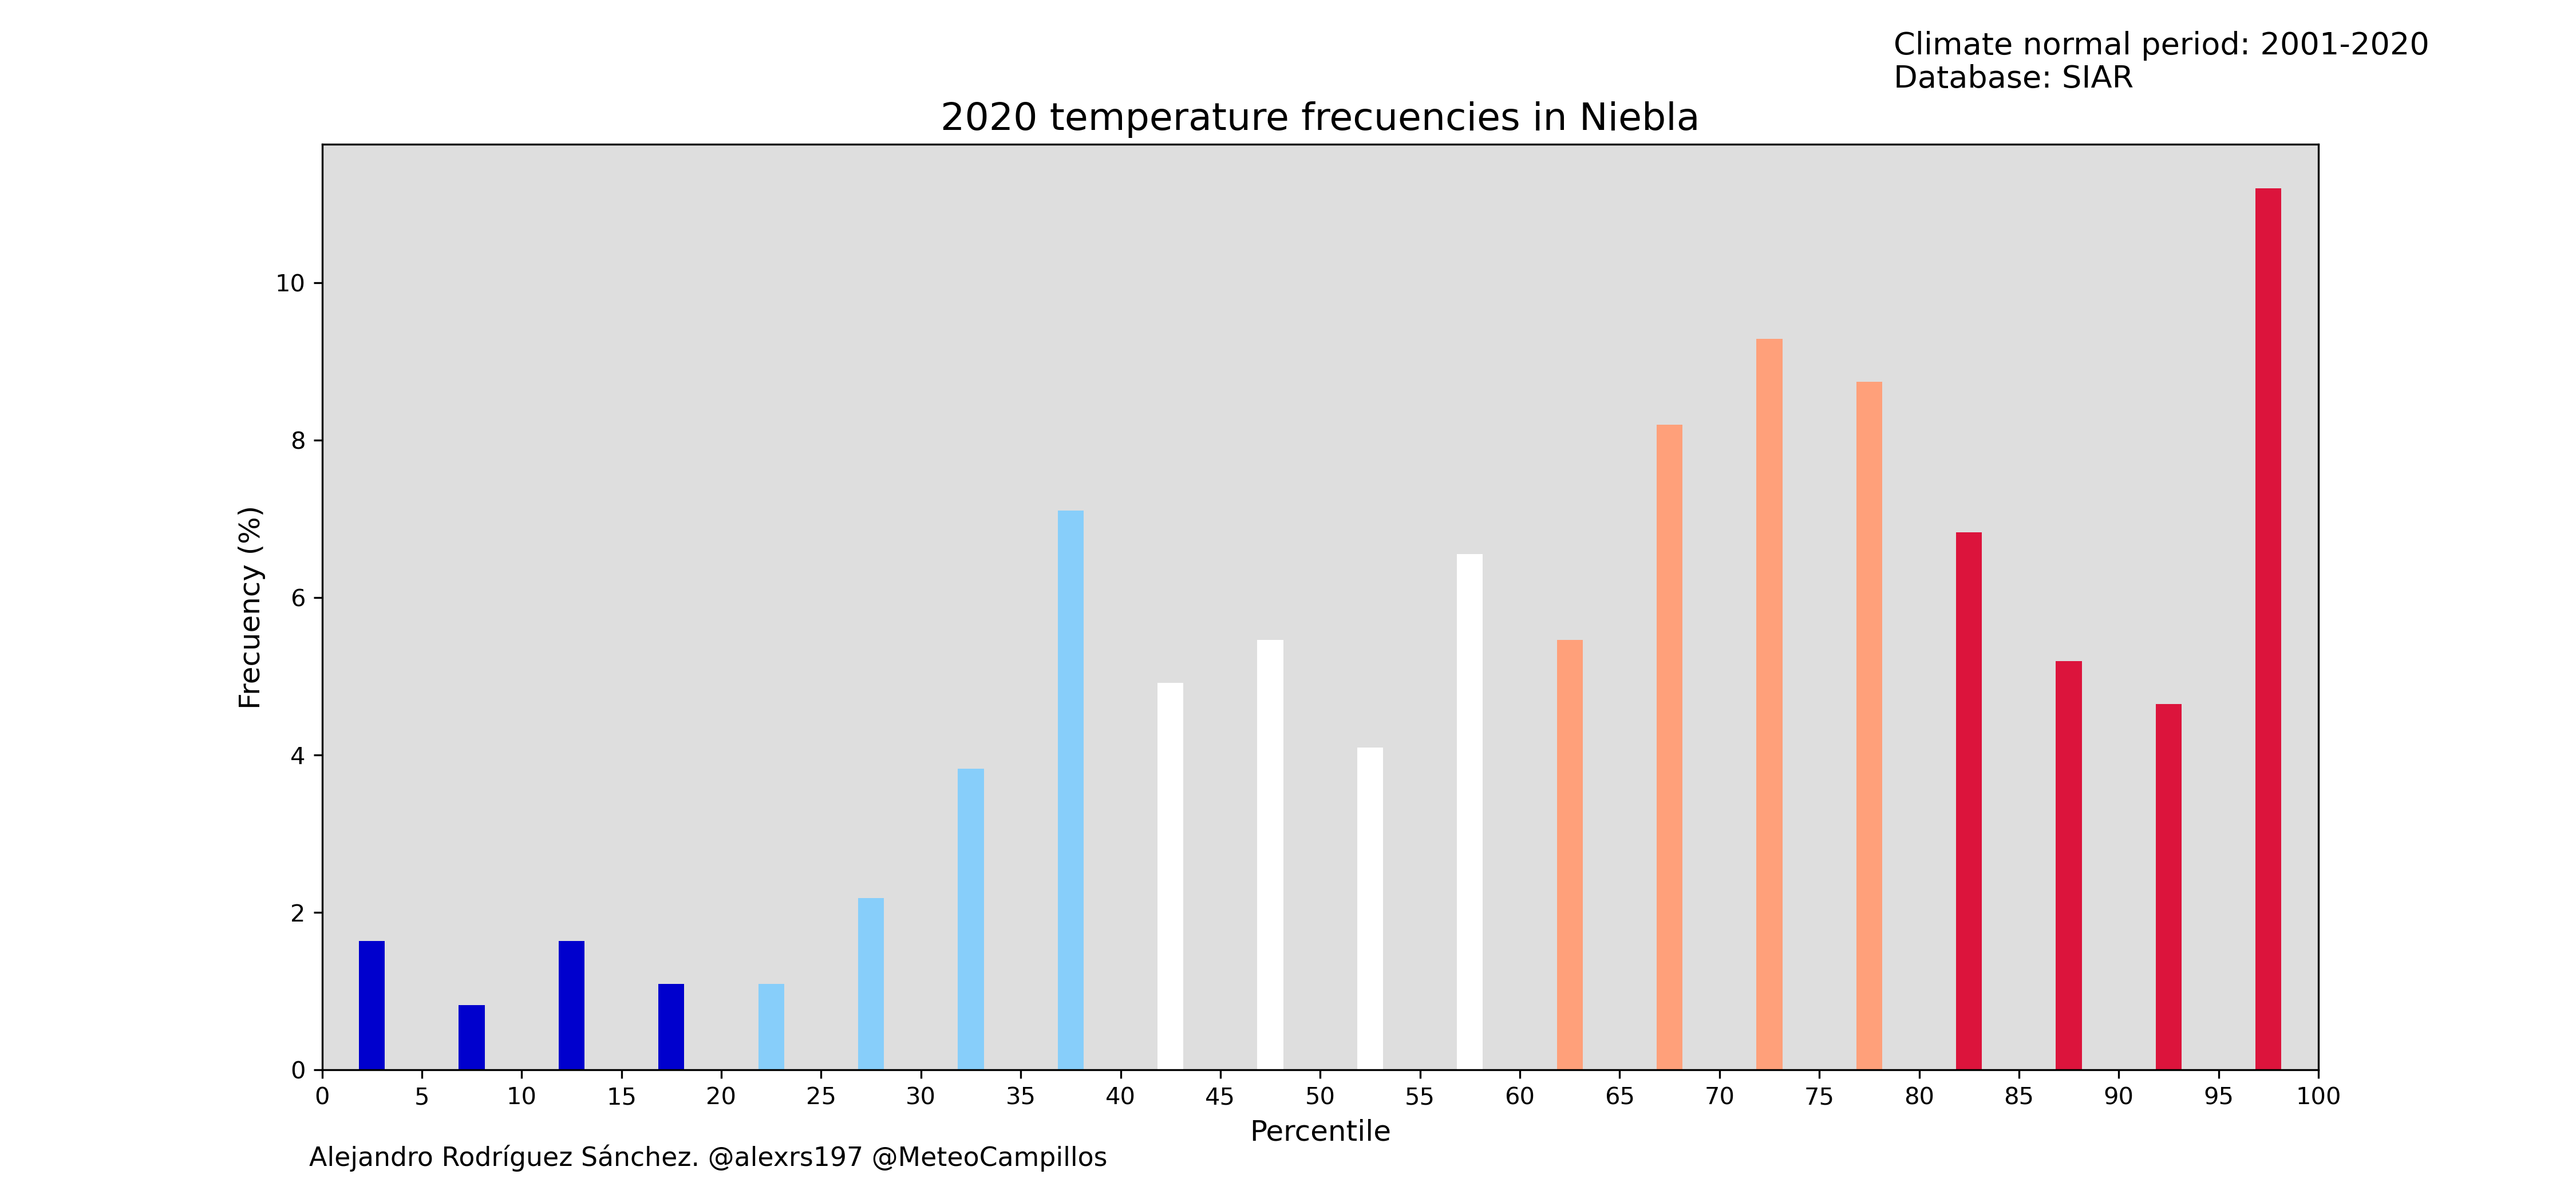 Climate normal period: 2001-2020
Database: SIAR
2020 temperature frecuencies in Niebla
Frecuency (%)
10
8
6
4
2
0
0 5 10 15 20 25 30 35 40 45 50 55 60 65 70 75 80 85 90 95 100
Percentile
Alejandro Rodríguez Sánchez. @alexrs197 @MeteoCampillos